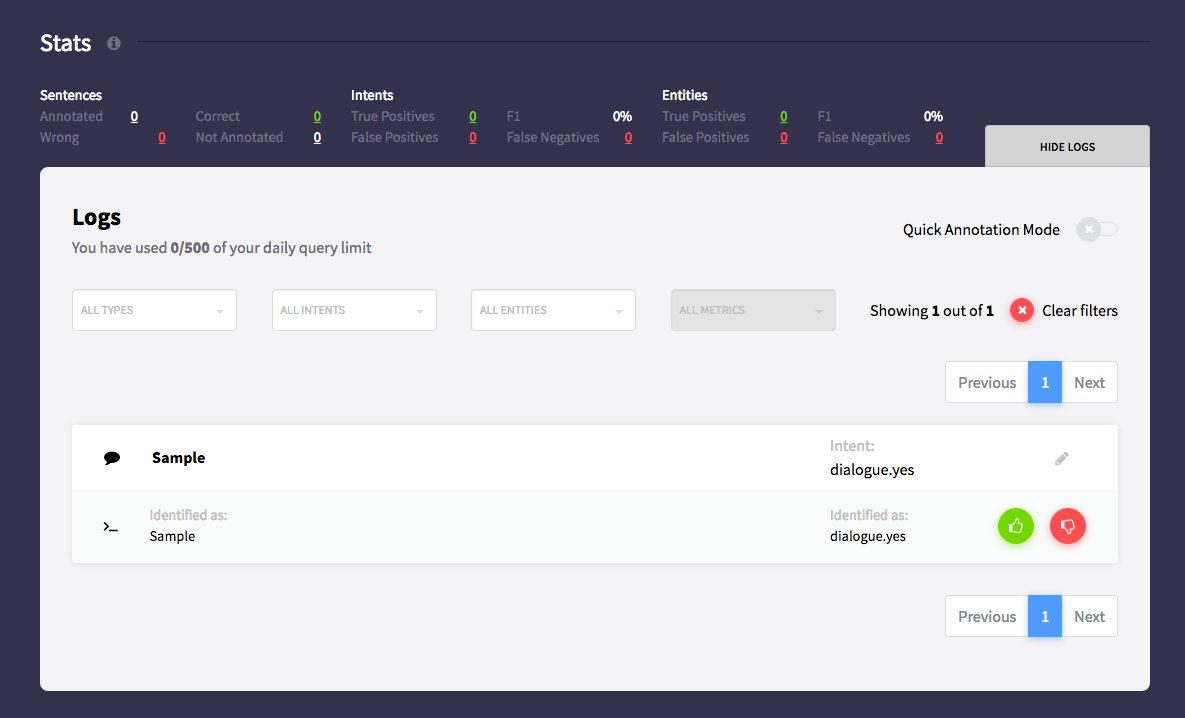 Stats
Sentences Intents Entities
Annotated 0 Correct 0 True Positives 0 F1 0% True Positives 0 F1 0%
Wrong 0 Not Annotated 0 False Positives 0 False Negatives 0 False Positives 0 False Negatives 0
HIDE LOGS
Logs
You have used 0/500 of your daily query limit
Quick Annotation Mode
ALL TYPES ALL INTENTS ALL ENTITIES ALL METRICS Showing 1 out of 1 Clear filters
Previous 1 Next
Sample
Intent:
dialogue.yes
Identified as: Identified as:
Sample dialogue.yes
Previous 1 Next